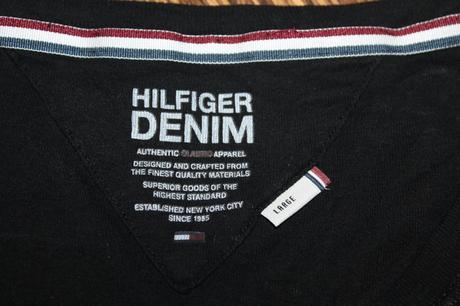 HILFIGER
DENIM
AUTHENTIC CLASSIC APPAREL
DESIGNED AND CRAFTED FROM
THE FINEST QUALITY MATERIALS
SUPERIOR GOODS OF THE
HIGHEST STANDARD
ESTABLISHED NEW YORK CITY
SINCE 1985
LARGE